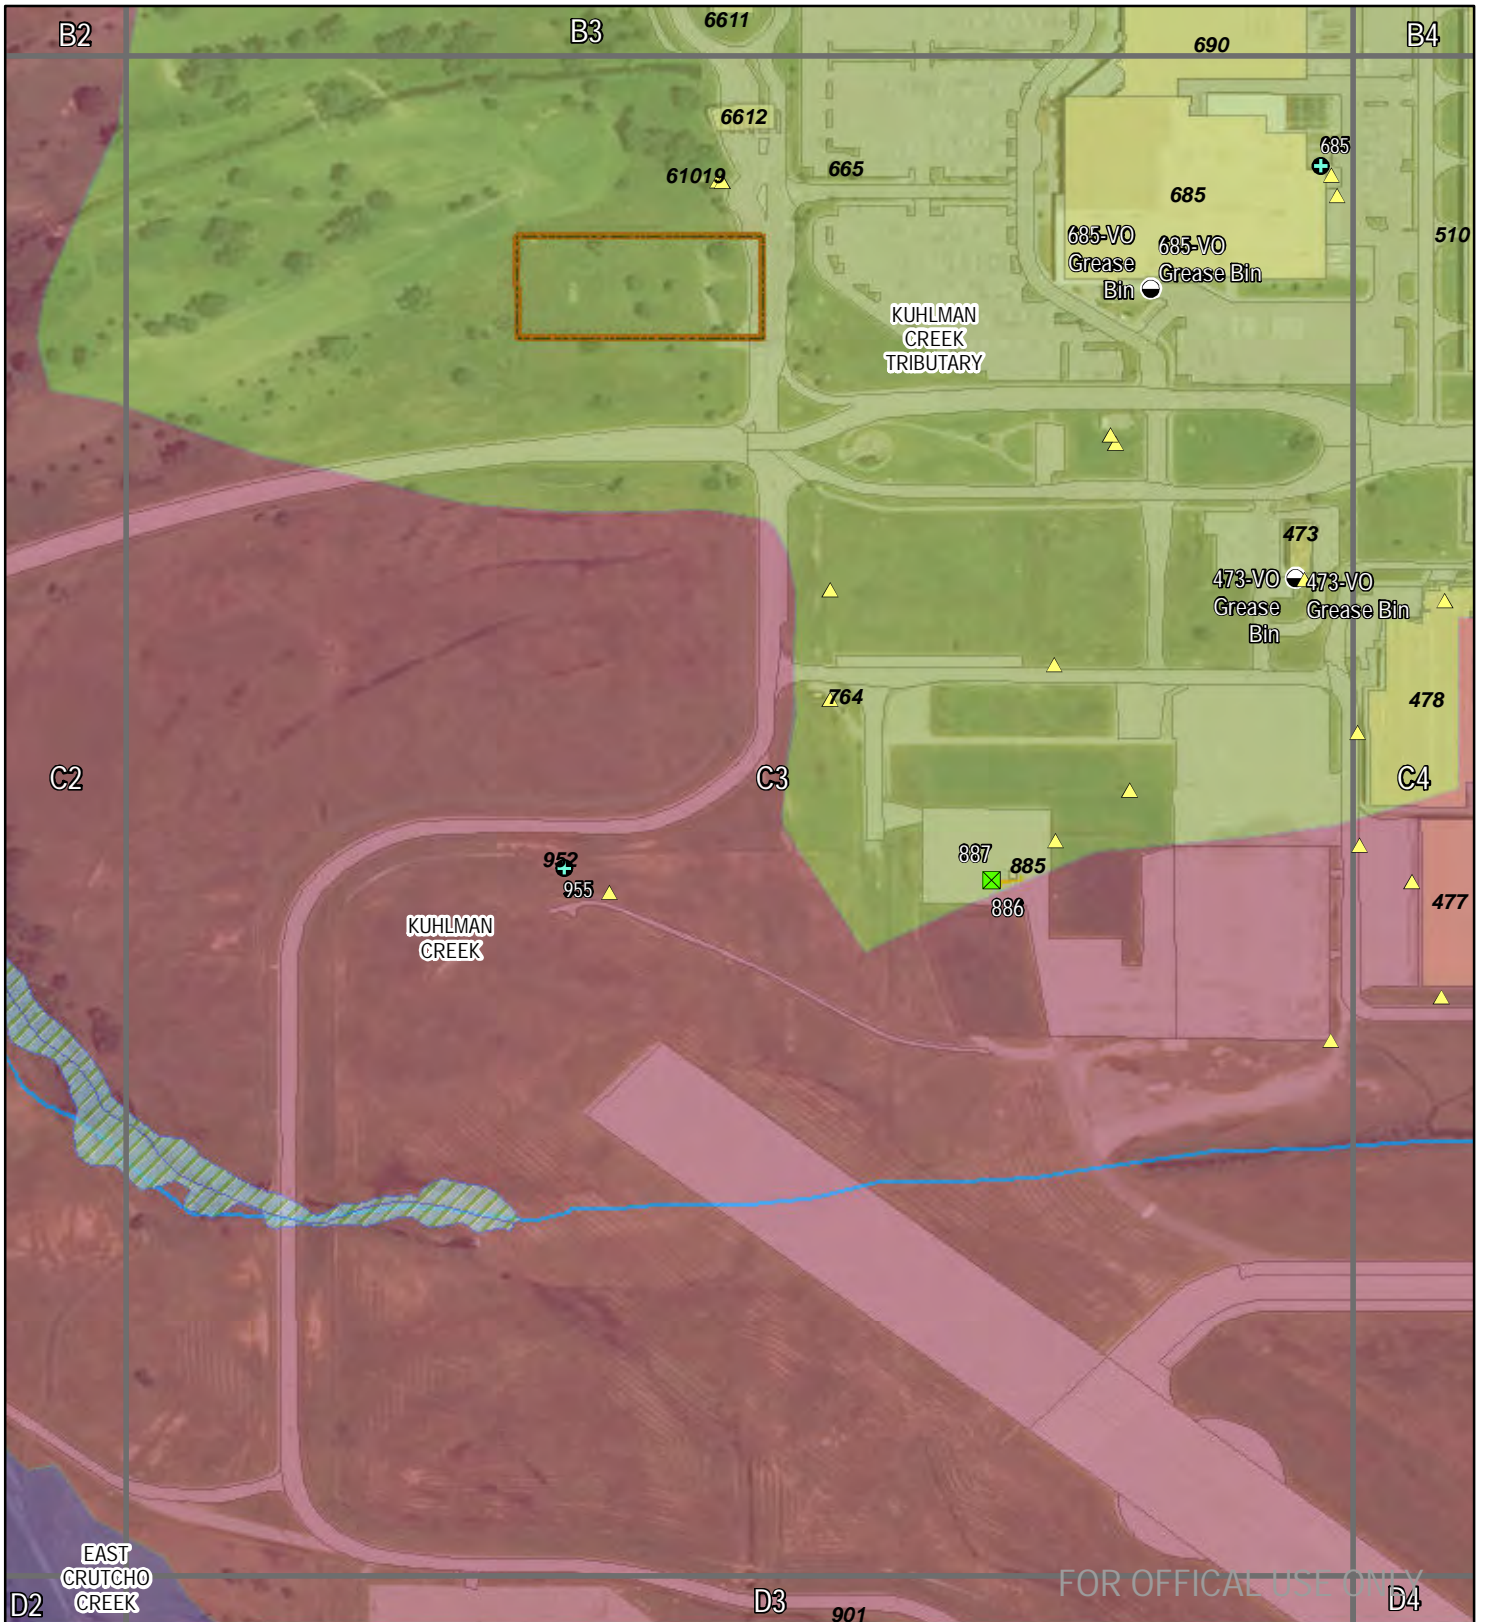 6611
B2
B3
690
B4
6612
685
61019
665
685
510
685-VO
Grease
Bin
685-VO
Grease Bin
KUHLMAN
CREEK
TRIBUTARY
473
473-VO
Grease
Bin
473-VO
Grease Bin
764
478
C2
C3
C4
952
955
887
885
886
477
KUHLMAN
CREEK
EAST
CRUTCHO
CREEK
FOR OFFICAL USE ONLY
D2
D3
D4
901